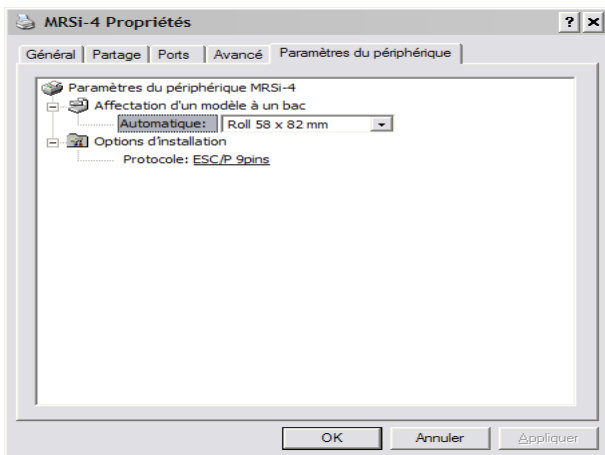 MRSi-4 Propriétés
Général Partage Ports Avancé Paramètres du périphérique
Paramètres du périphérique MRSi-4
Affectation d'un modèle à un bac
Automatique: Roll 58 x 82 mm
Options d'installation
Protocole: ESC/P 9pins
OK Annuler Appliquer